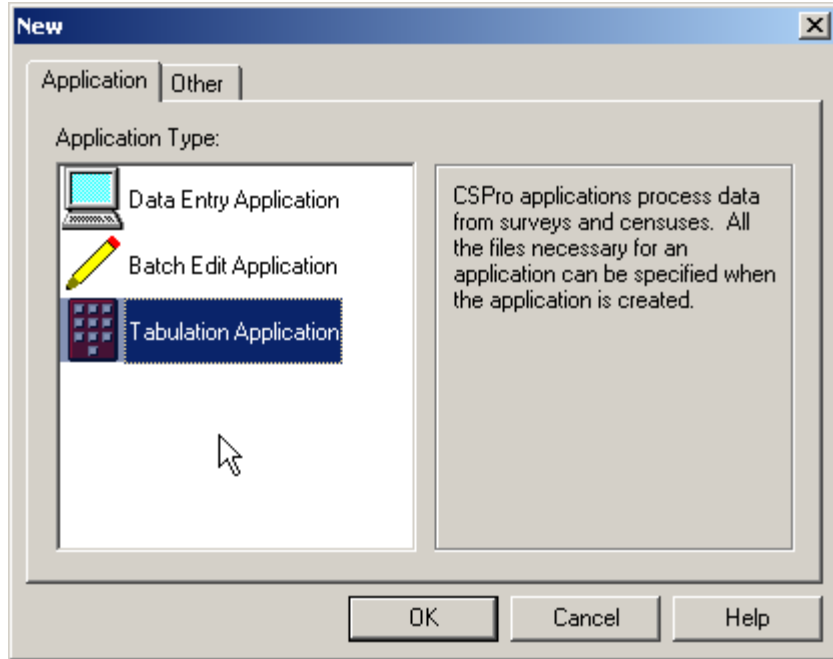 New
Application
Other
Application Type:
Data Entry Application
Batch Edit Application
Tabulation Application
CSPro applications process data
from surveys and censuses. All
the files necessary for an
application can be specified when
the application is created.
OK
Cancel
Help